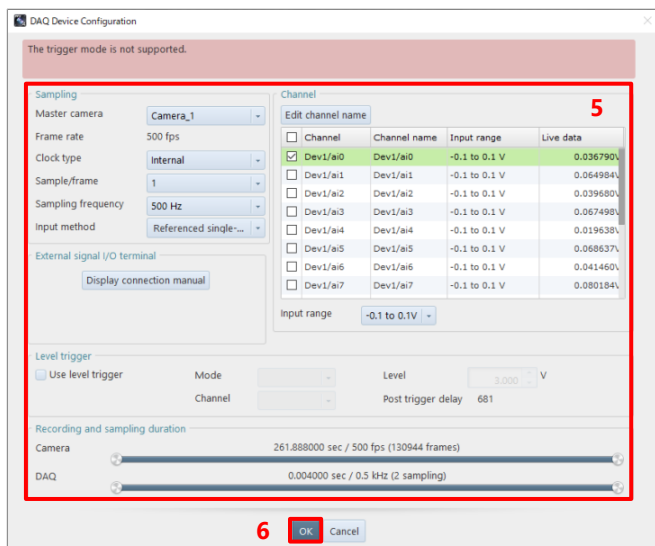 DAQ Device Configuration
The trigger mode is not supported.
Sampling
Master camera Camera_1
Frame rate 500 fps
Clock type Internal
Sample/frame 1
Sampling frequency 500 Hz
Input method Referenced single-...
External signal I/O terminal
Display connection manual
Channel
5
Edit channel name
Channel Channel name Input range Live data
Dev1/ai0 Dev1/ai0 -0.1 to 0.1 V 0.036790V
Dev1/ai1 Dev1/ai1 -0.1 to 0.1 V 0.064984V
Dev1/ai2 Dev1/ai2 -0.1 to 0.1 V 0.039680V
Dev1/ai3 Dev1/ai3 -0.1 to 0.1 V 0.067498V
Dev1/ai4 Dev1/ai4 -0.1 to 0.1 V 0.019638V
Dev1/ai5 Dev1/ai5 -0.1 to 0.1 V 0.068637V
Dev1/ai6 Dev1/ai6 -0.1 to 0.1 V 0.041460V
Dev1/ai7 Dev1/ai7 -0.1 to 0.1 V 0.080184V
Input range -0.1 to 0.1V
Level trigger
Use level trigger Mode Level 3.000 V
Channel Post trigger delay 681
Recording and sampling duration
Camera 261.888000 sec / 500 fps (130944 frames)
DAQ 0.004000 sec / 0.5 kHz (2 sampling)
6 OK Cancel